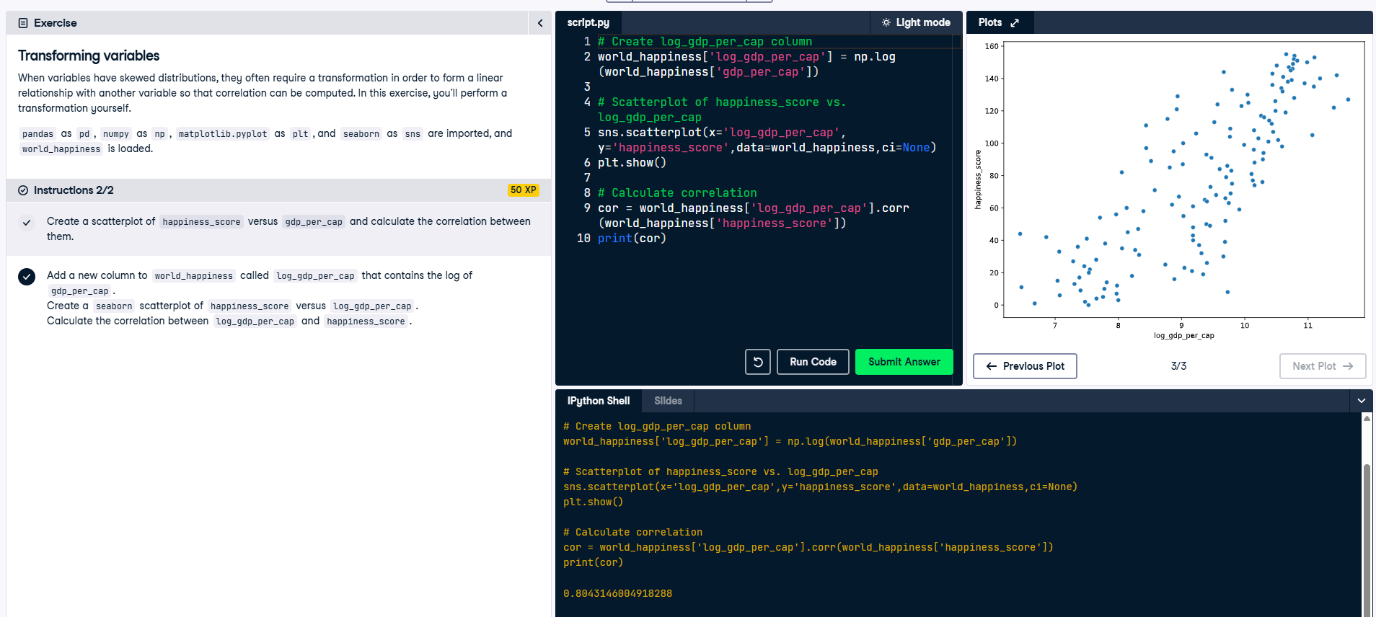 Exercise
Transforming variables
When variables have skewed distributions, they often require a transformation in order to form a linear
relationship with another variable so that correlation can be computed. In this exercise, you'll perform a
transformation yourself.
pandas as pd, numpy as np, matplotlib.pyplot as plt, and seaborn as sns are imported, and
world_happiness is loaded.
Instructions 2/2
50 XP
Create a scatterplot of happiness_score versus gdp_per_cap and calculate the correlation between
them.
Add a new column to world_happiness called log_gdp_per_cap that contains the log of
gdp_per_cap.
Create a seaborn scatterplot of happiness_score versus log_gdp_per_cap.
Calculate the correlation between log_gdp_per_cap and happiness_score.
script.py
Light mode
1 # Create log_gdp_per_cap column
2 world_happiness['log_gdp_per_cap'] = np.log
(world_happiness['gdp_per_cap'])
3
4 # Scatterplot of happiness_score vs.
log_gdp_per_cap
5 sns.scatterplot(x='log_gdp_per_cap',
y='happiness_score',data=world_happiness,ci=None)
6 plt.show()
7
8 # Calculate correlation
9 cor = world_happiness['log_gdp_per_cap'].corr
(world_happiness['happiness_score'])
10 print(cor)
Run Code
Submit Answer
Plots
160
140
120
100
80
60
40
20
0
happiness_score
7 8 9 10 11
log_gdp_per_cap
← Previous Plot
3/3
Next Plot →
IPython Shell
Slides
# Create log_gdp_per_cap column
world_happiness['log_gdp_per_cap'] = np.log(world_happiness['gdp_per_cap'])
# Scatterplot of happiness_score vs. log_gdp_per_cap
sns.scatterplot(x='log_gdp_per_cap',y='happiness_score',data=world_happiness,ci=None)
plt.show()
# Calculate correlation
cor = world_happiness['log_gdp_per_cap'].corr(world_happiness['happiness_score'])
print(cor)
0.8043146004918288